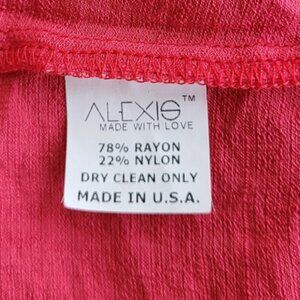 ALEXIS™
MADE WITH LOVE
78% RAYON
22% NYLON
DRY CLEAN ONLY
MADE IN U.S.A.